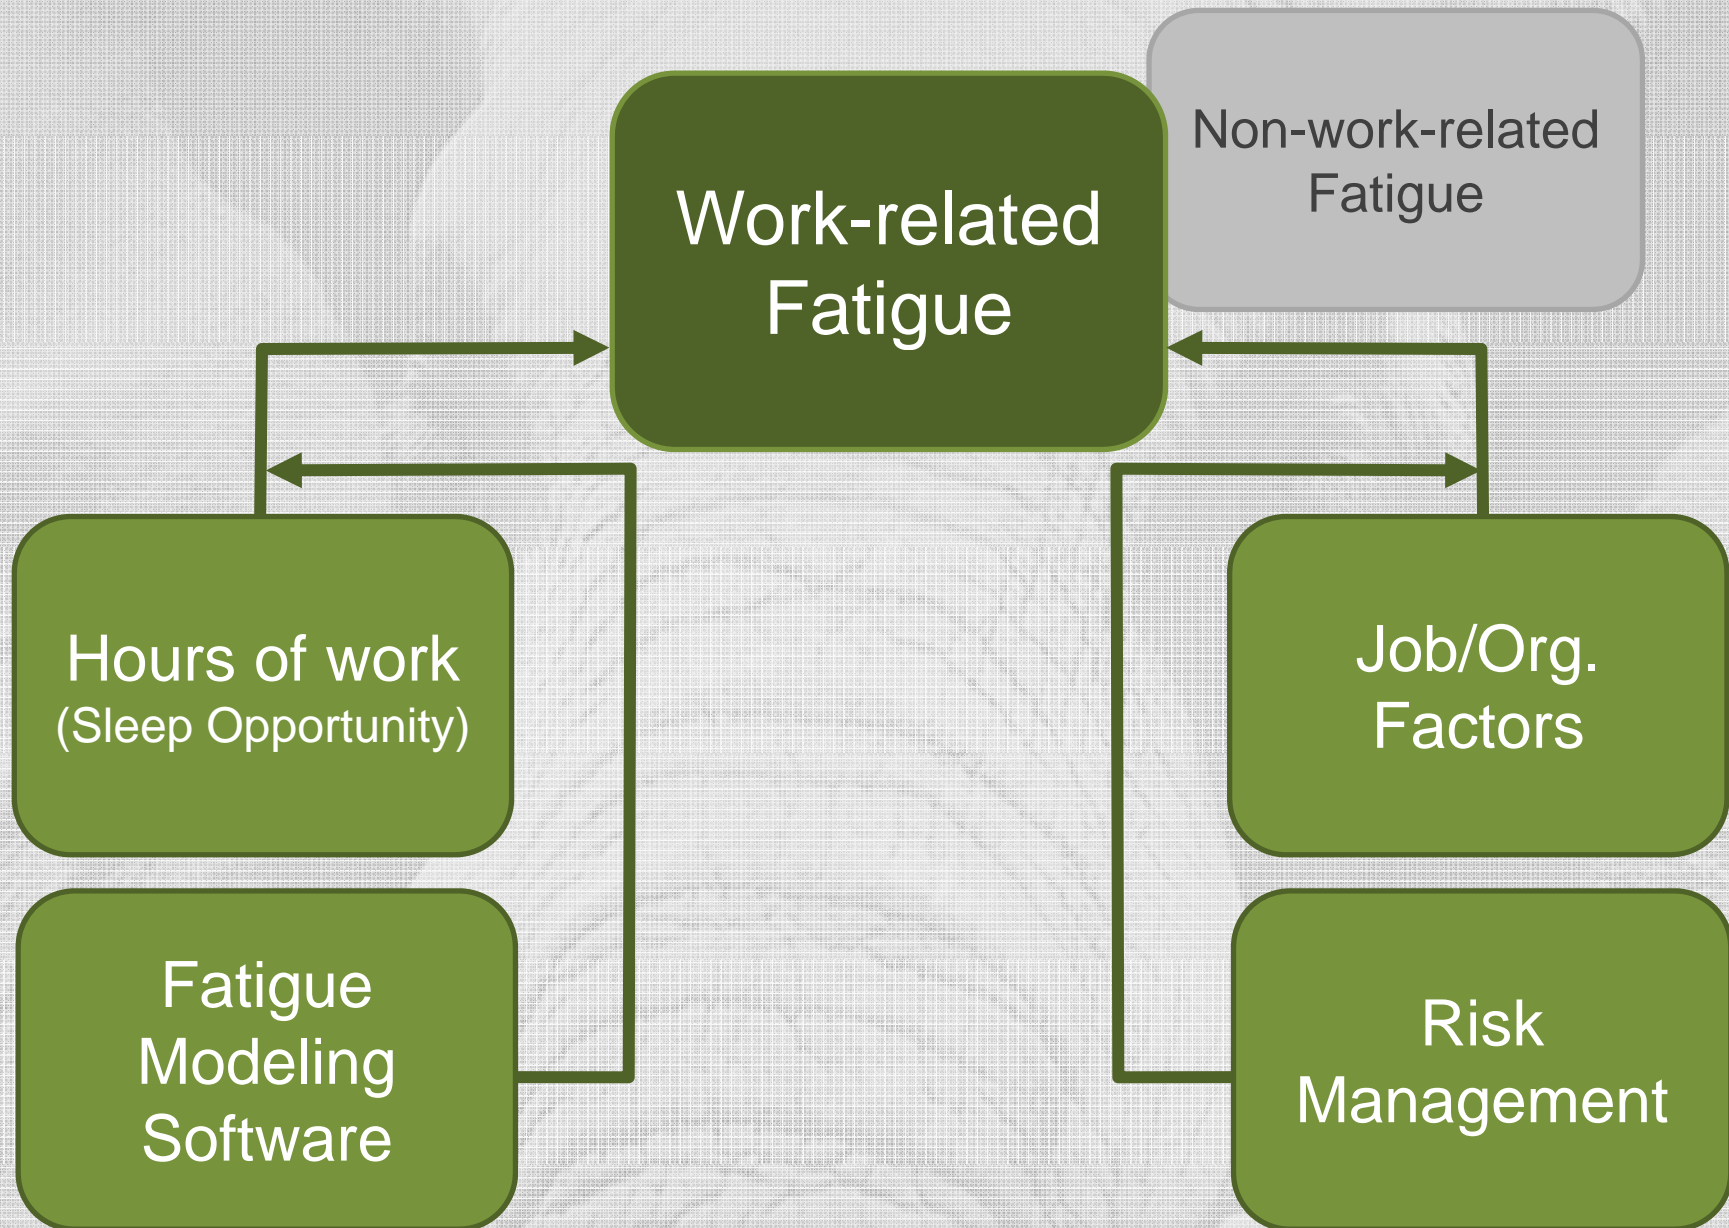 Non-work-related
Fatigue
Work-related
Fatigue
Hours of work
(Sleep Opportunity)
Job/Org.
Factors
Fatigue
Modeling
Software
Risk
Management